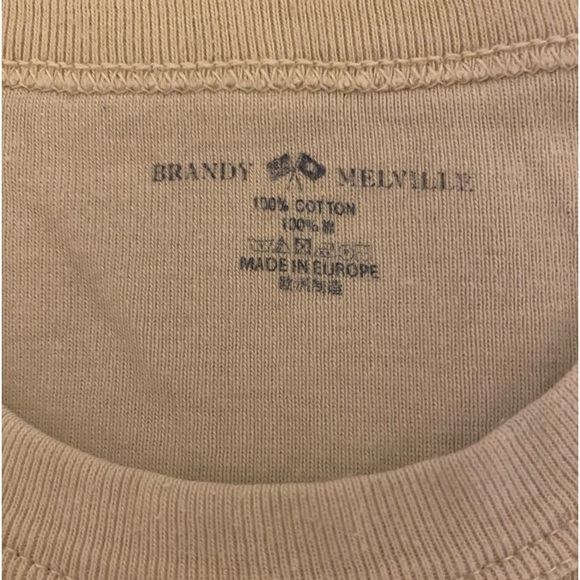 BRANDY MELVILLE
100% COTTON
100% 棉
MADE IN EUROPE
欧洲制造